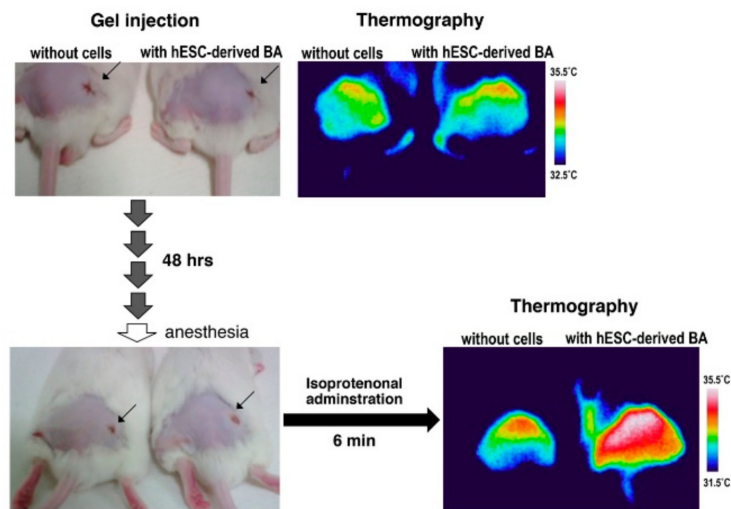 Gel injection
Thermography
without cells
with hESC-derived BA
without cells
with hESC-derived BA
35.5˚C
32.5˚C
48 hrs
anesthesia
Thermography
without cells
with hESC-derived BA
Isoprotenonal
adminstration
6 min
35.5˚C
31.5˚C